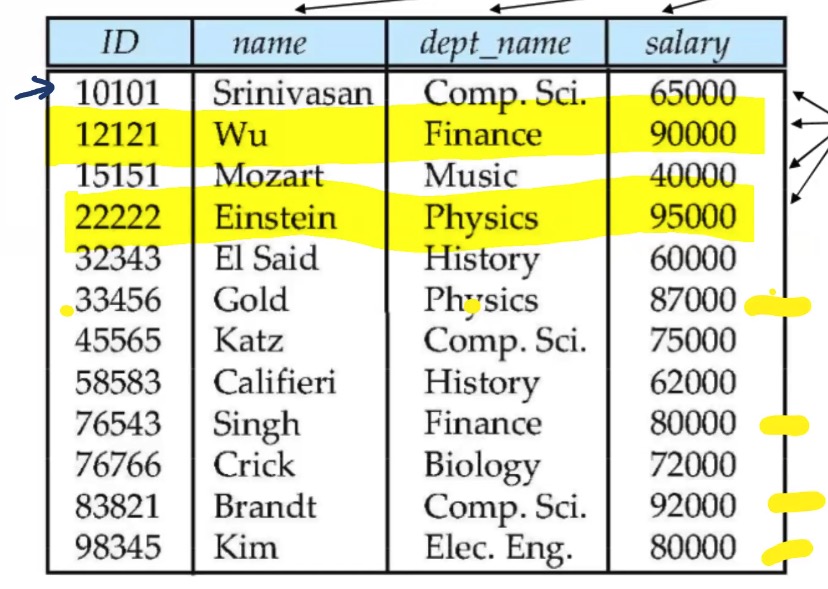 ID name dept_name salary
10101 Srinivasan Comp. Sci. 65000
12121 Wu Finance 90000
15151 Mozart Music 40000
22222 Einstein Physics 95000
32343 El Said History 60000
33456 Gold Physics 87000
45565 Katz Comp. Sci. 75000
58583 Califieri History 62000
76543 Singh Finance 80000
76766 Crick Biology 72000
83821 Brandt Comp. Sci. 92000
98345 Kim Elec. Eng. 80000